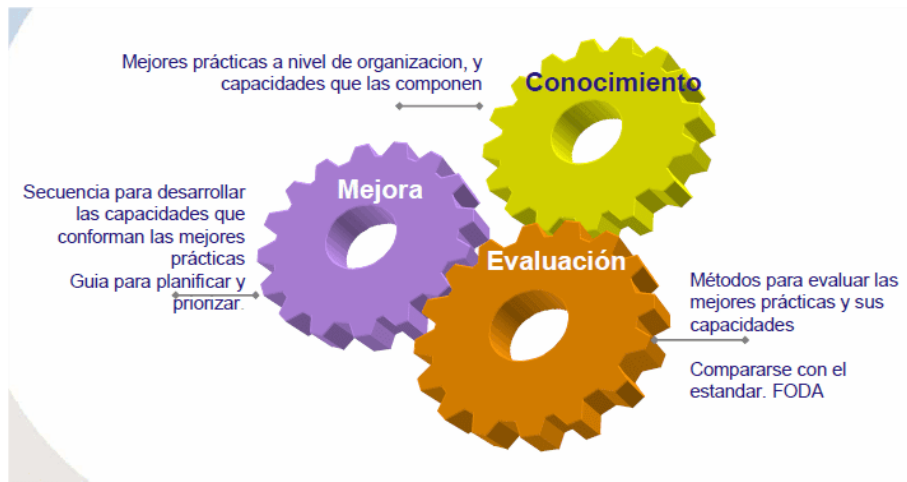 Mejores prácticas a nivel de organizacion, y
capacidades que las componen
Conocimiento
Mejora
Secuencia para desarrollar
las capacidades que
conforman las mejores
prácticas
Guia para planificar y
priorizar.
Evaluación
Métodos para evaluar las
mejores prácticas y sus
capacidades
Compararse con el
estandar. FODA